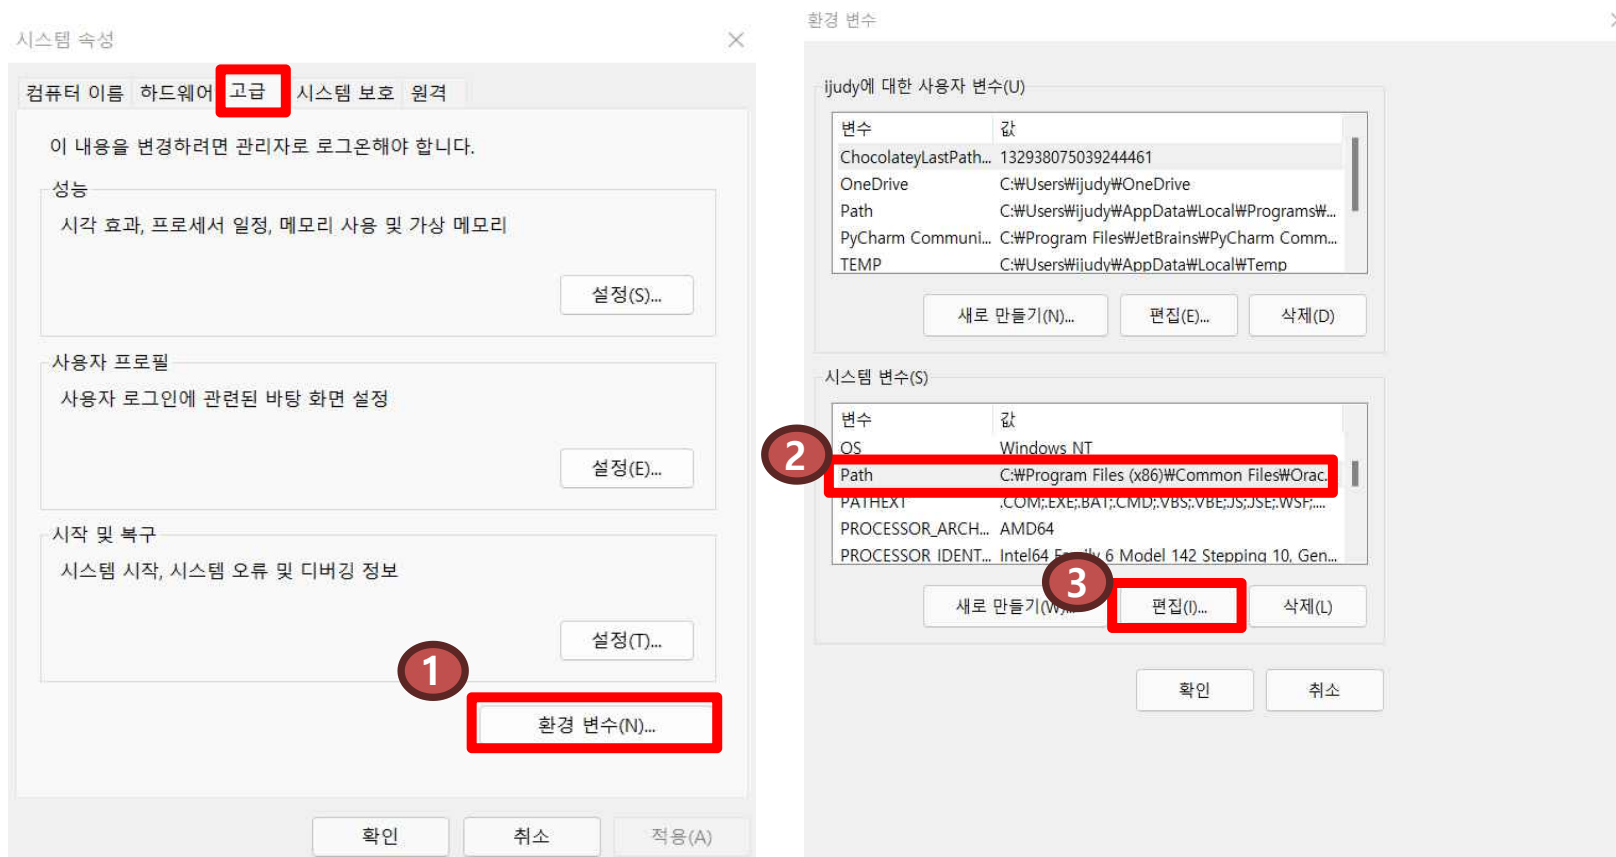 시스템 속성
컴퓨터 이름 하드웨어 고급 시스템 보호 원격
이 내용을 변경하려면 관리자로 로그온해야 합니다.
성능
시각 효과, 프로세서 일정, 메모리 사용 및 가상 메모리
설정(S)...
사용자 프로필
사용자 로그인에 관련된 바탕 화면 설정
설정(E)...
시작 및 복구
시스템 시작, 시스템 오류 및 디버깅 정보
설정(T)...
1
환경 변수(N)...
확인 취소 적용(A)
환경 변수
ijudy에 대한 사용자 변수(U)
변수 값
ChocolateyLastPath... 132938075039244461
OneDrive C:₩Users₩ijudy₩OneDrive
Path C:₩Users₩ijudy₩AppData₩Local₩Programs₩...
PyCharm Communi... C:₩Program Files₩JetBrains₩PyCharm Comm...
TEMP C:₩Users₩ijudy₩AppData₩Local₩Temp
새로 만들기(N)... 편집(E)... 삭제(D)
시스템 변수(S)
변수 값
OS Windows NT
2
Path C:₩Program Files (x86)₩Common Files₩Orac...
PATHEXT .COM;.EXE;.BAT;.CMD;.VBS;.VBE;.JS;.JSE;.WSF;....
PROCESSOR_ARCH... AMD64
PROCESSOR IDENT... Intel64 Family 6 Model 142 Stepping 10, Gen...
3
새로 만들기(W)... 편집(I)... 삭제(L)
확인 취소